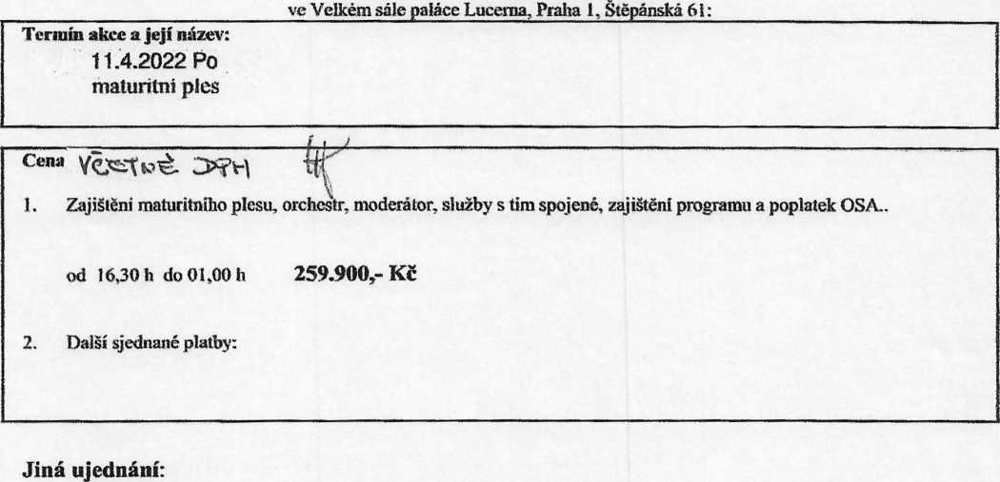 ve Velkém sále paláce Lucerna, Praha 1, Štěpánská 61:
Termín akce a její název:
11.4.2022 Po
maturitni ples
Cena VČETNĚ DPH
1. Zajištění maturitního plesu, orchestr, moderátor, služby s tim spojené, zajištění programu a poplatek OSA..
od 16,30 h do 01,00 h 259.900,- Kč
2. Další sjednané platby:
Jiná ujednání: